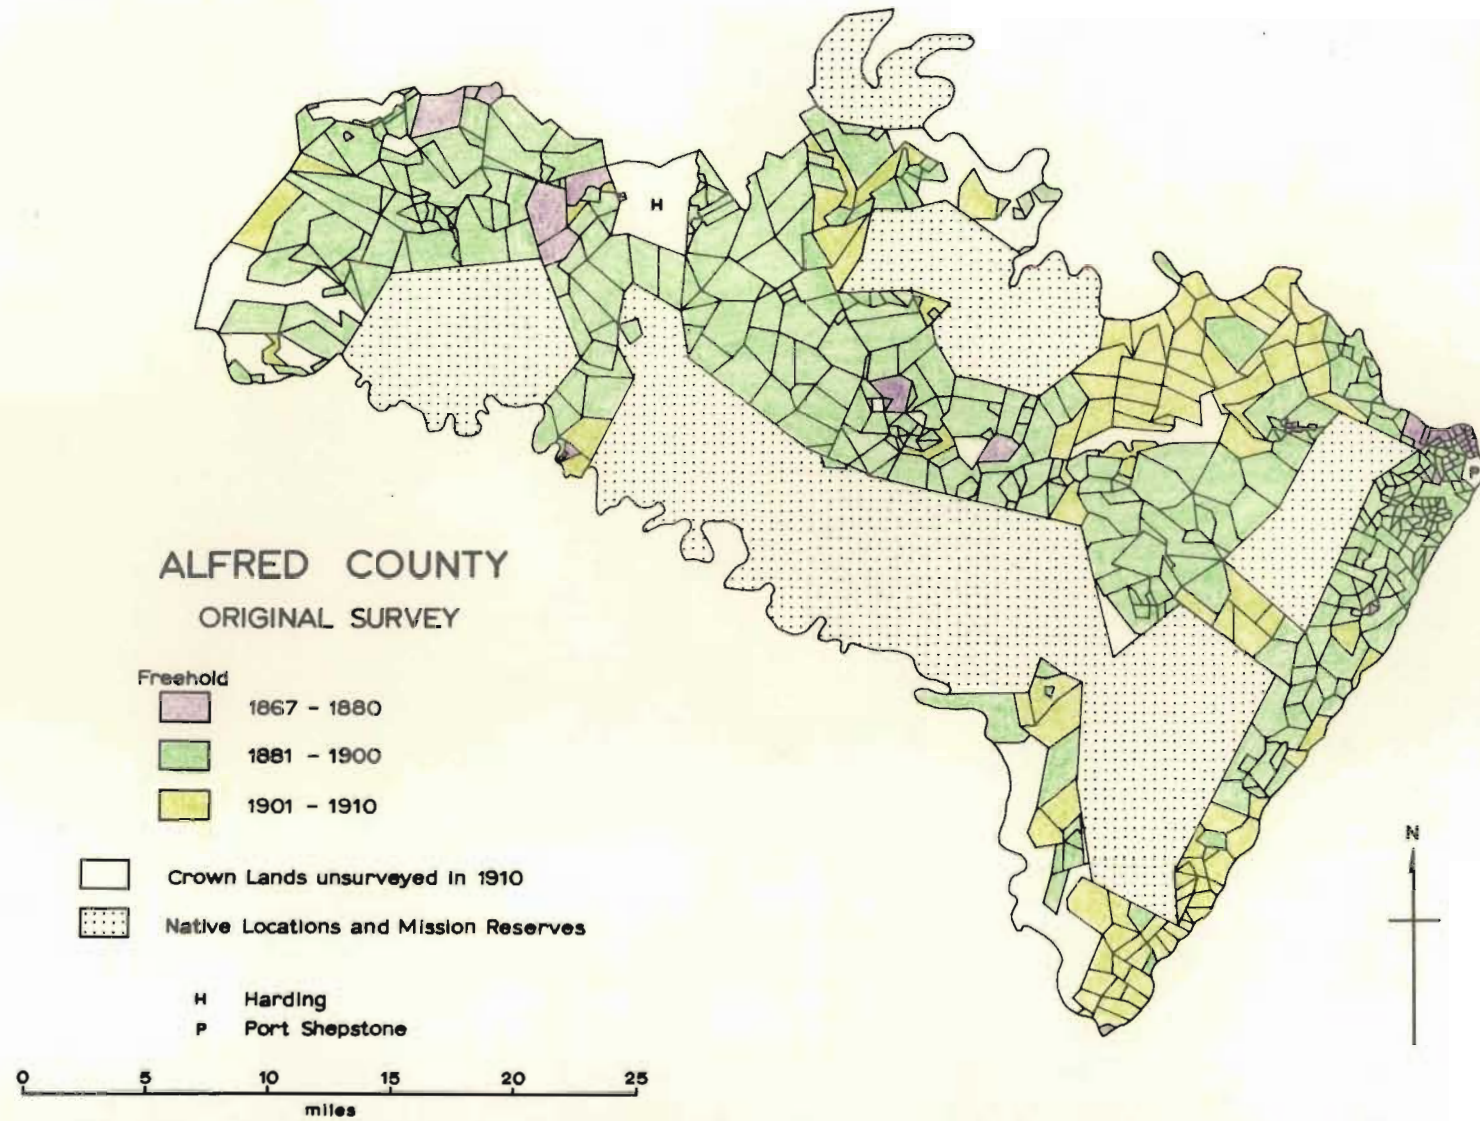 H
P
ALFRED COUNTY
ORIGINAL SURVEY
Freehold
1867 - 1880
1881 - 1900
1901 - 1910
Crown Lands unsurveyed in 1910
Native Locations and Mission Reserves
H Harding
P Port Shepstone
N
0 5 10 15 20 25
miles